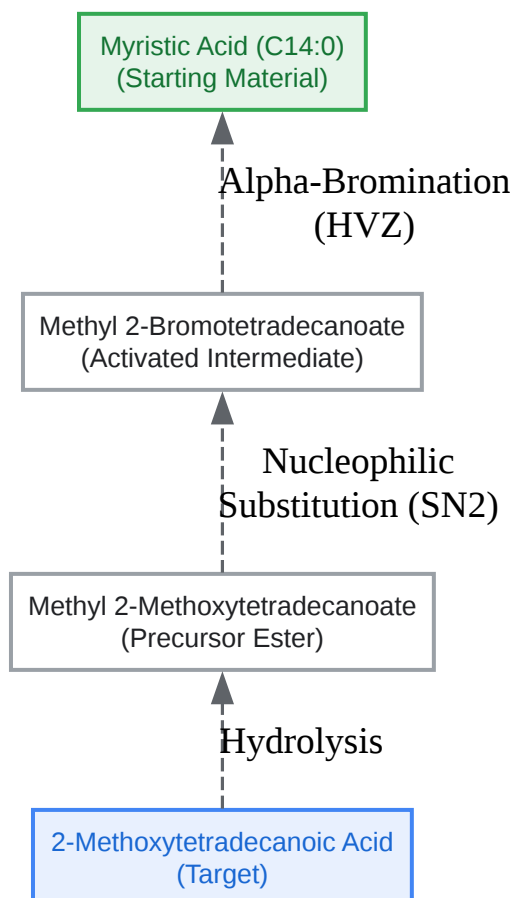 Myristic Acid (C14:0)
(Starting Material)
Alpha-Bromination
(HVZ)
Methyl 2-Bromotetradecanoate
(Activated Intermediate)
Nucleophilic
Substitution (SN2)
Methyl 2-Methoxytetradecanoate
(Precursor Ester)
Hydrolysis
2-Methoxytetradecanoic Acid
(Target)